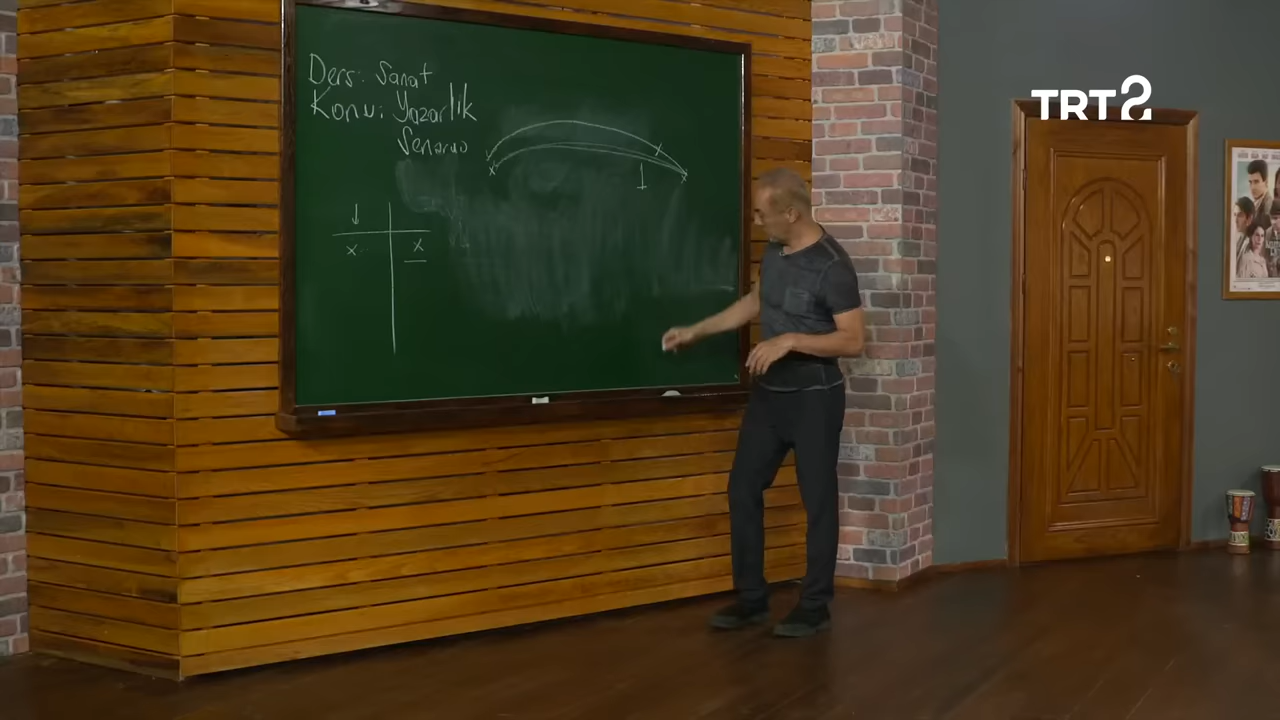 Ders: Sanat
Konu: Yazarlık
Senaryo
x
x
TRT2